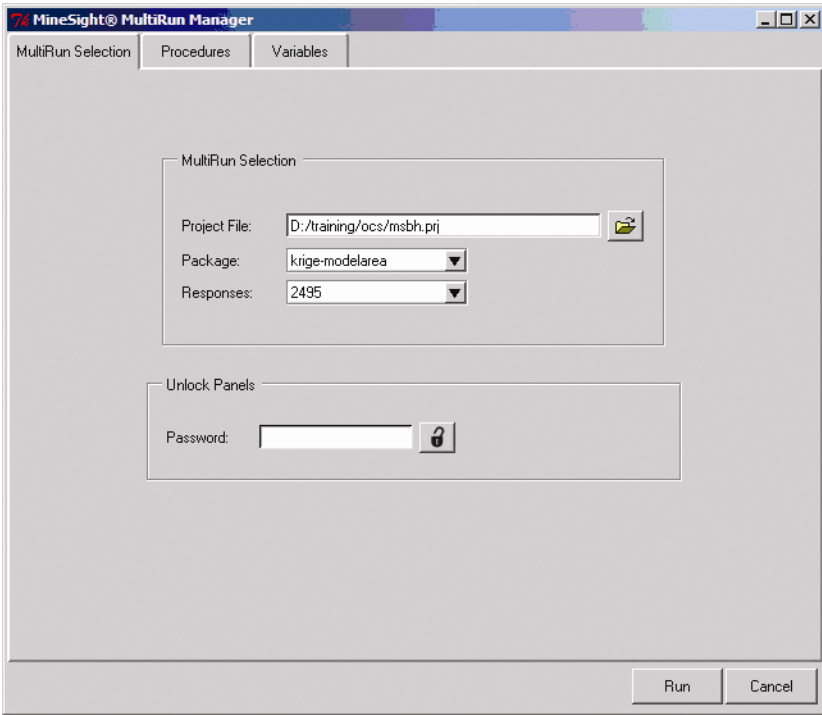 MineSight® MultiRun Manager
MultiRun Selection Procedures Variables
MultiRun Selection
Project File: D:/training/ocs/msbh.prj
Package: krige-modelarea
Responses: 2495
Unlock Panels
Password:
Run Cancel